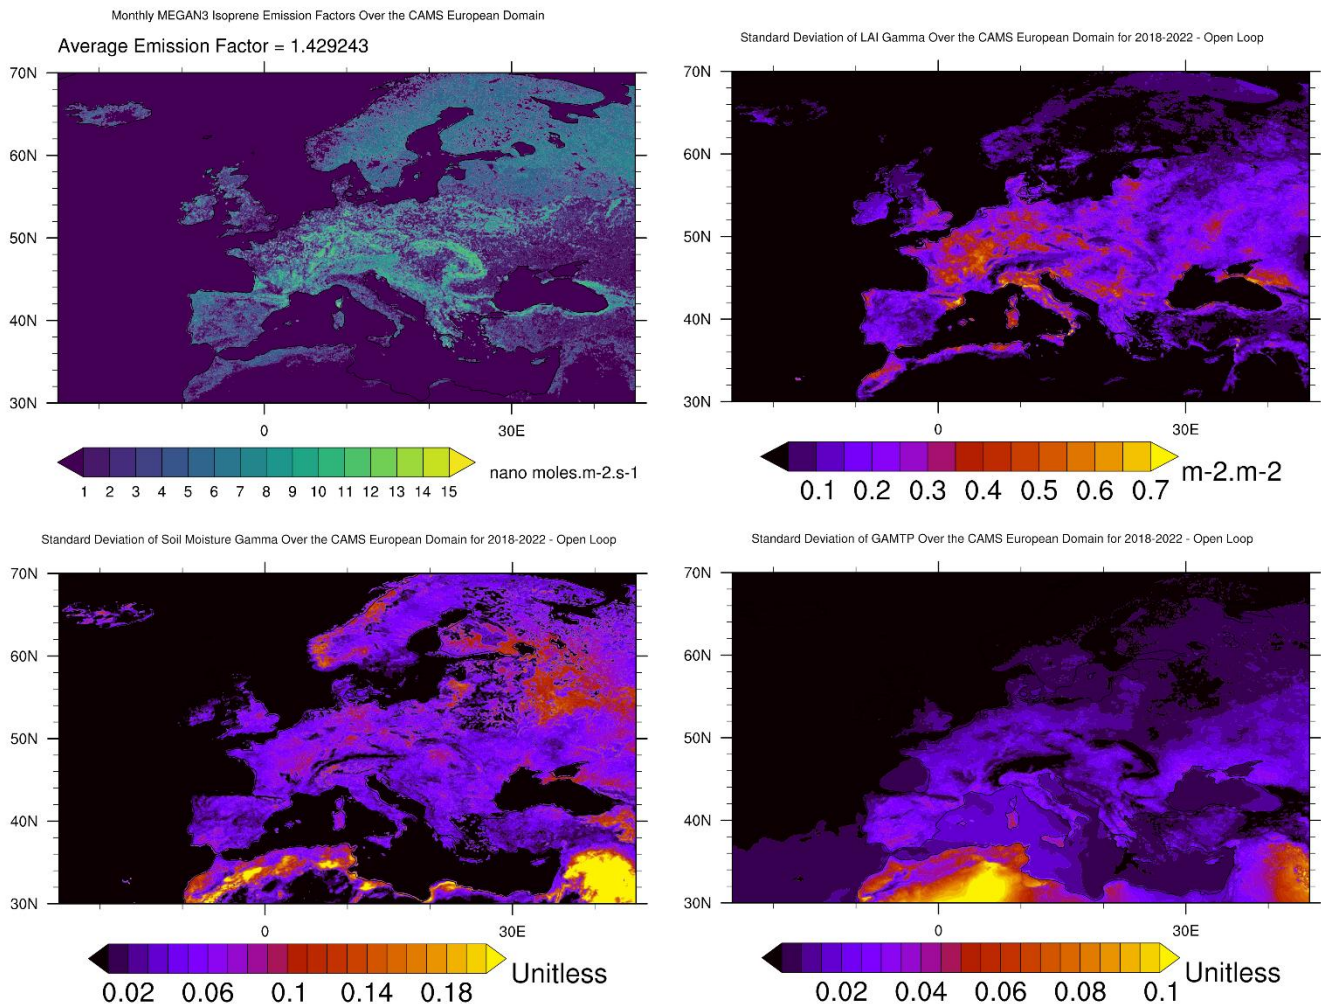 Monthly MEGAN3 Isoprene Emission Factors Over the CAMS European Domain
Average Emission Factor = 1.429243
70N
60N
50N
40N
30N
0 30E
1 2 3 4 5 6 7 8 9 10 11 12 13 14 15
nano moles.m-2.s-1
Standard Deviation of LAI Gamma Over the CAMS European Domain for 2018-2022 - Open Loop
70N
60N
50N
40N
30N
0 30E
0.1 0.2 0.3 0.4 0.5 0.6 0.7
m-2.m-2
Standard Deviation of Soil Moisture Gamma Over the CAMS European Domain for 2018-2022 - Open Loop
70N
60N
50N
40N
30N
0 30E
0.02 0.06 0.1 0.14 0.18
Unitless
Standard Deviation of GAMTP Over the CAMS European Domain for 2018-2022 - Open Loop
70N
60N
50N
40N
30N
0 30E
0.02 0.04 0.06 0.08 0.1
Unitless